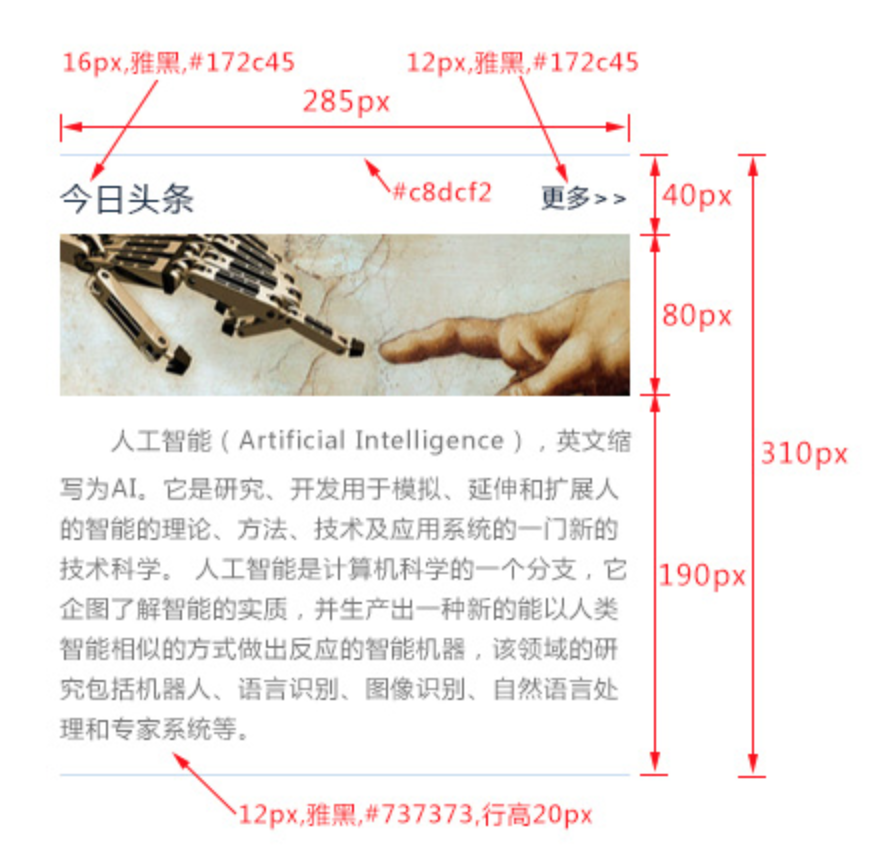 16px,雅黑,#172c45
12px,雅黑,#172c45
285px
#c8dcf2
今日头条
更多>>
40px
80px
人工智能(Artificial Intelligence),英文缩
写为AI。它是研究、开发用于模拟、延伸和扩展人
的智能的理论、方法、技术及应用系统的一门新的
技术科学。 人工智能是计算机科学的一个分支,它
企图了解智能的实质,并生产出一种新的能以人类
智能相似的方式做出反应的智能机器,该领域的研
究包括机器人、语言识别、图像识别、自然语言处
理和专家系统等。
310px
190px
12px,雅黑,#737373,行高20px